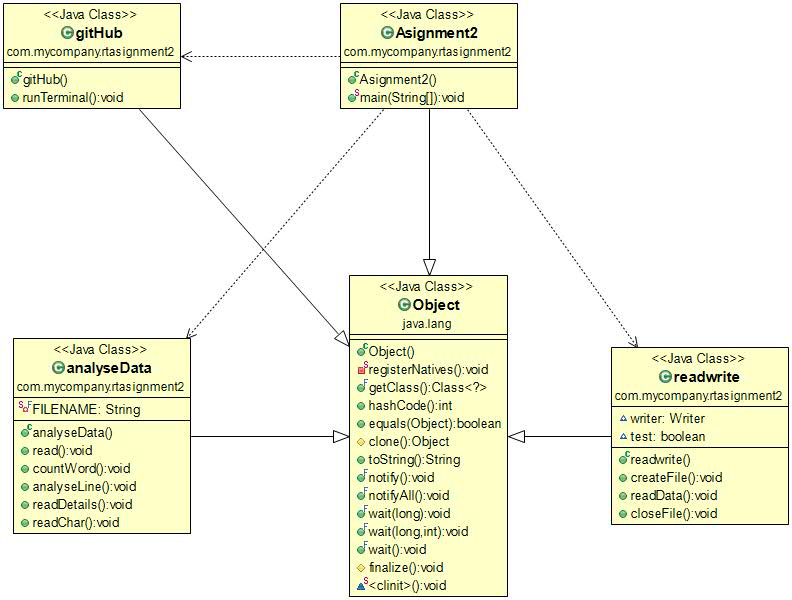 <<Java Class>>
gitHub
com.mycompany.rtasignment2
gitHub()
runTerminal():void
<<Java Class>>
Asignment2
com.mycompany.rtasignment2
Asignment2()
main(String[]):void
<<Java Class>>
Object
java.lang
Object()
registerNatives():void
getClass():Class<?>
hashCode():int
equals(Object):boolean
clone():Object
toString():String
notify():void
notifyAll():void
wait(long):void
wait(long,int):void
wait():void
finalize():void
<clinit>():void
<<Java Class>>
analyseData
com.mycompany.rtasignment2
FILENAME: String
analyseData()
read():void
countWord():void
analyseLine():void
readDetails():void
readChar():void
<<Java Class>>
readwrite
com.mycompany.rtasignment2
writer: Writer
test: boolean
readwrite()
createFile():void
readData():void
closeFile():void